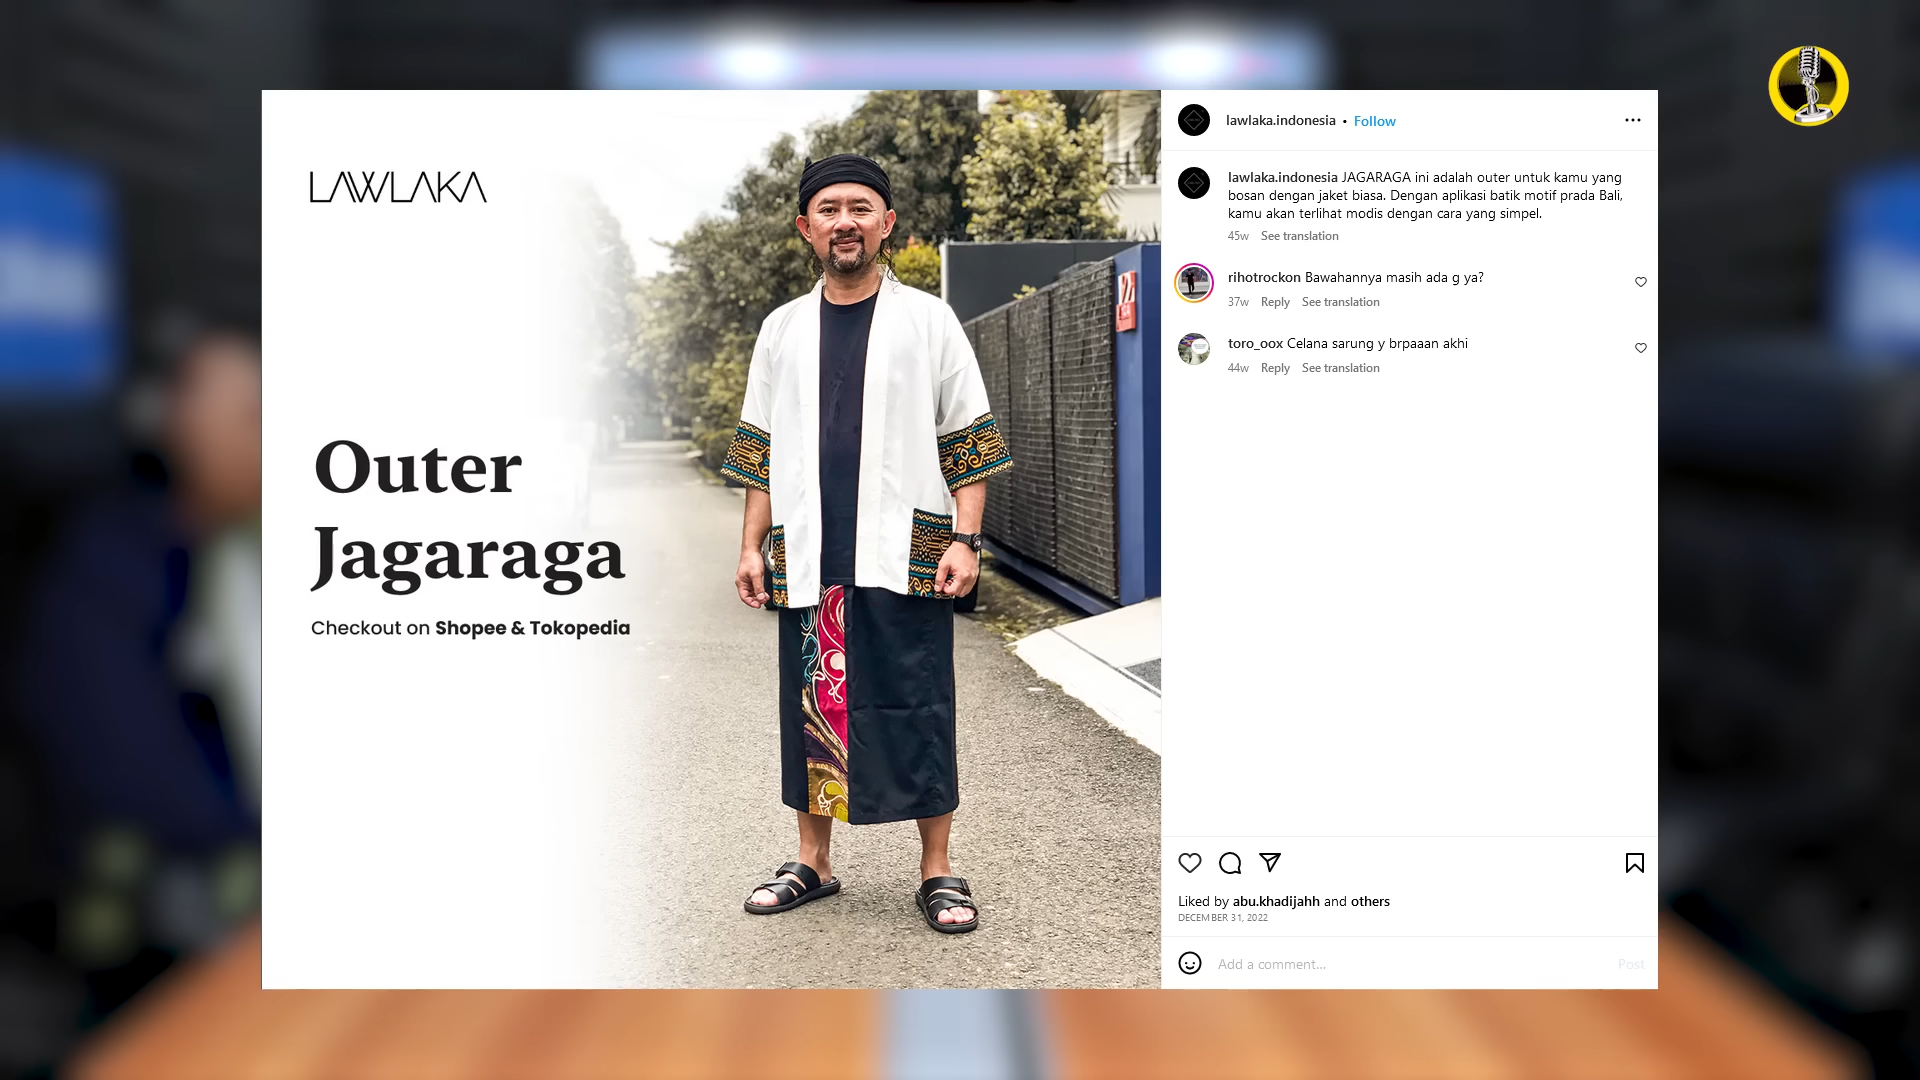 LAWLAKA
Outer
Jagaraga
Checkout on Shopee & Tokopedia
lawlaka.indonesia • Follow
lawlaka.indonesia JAGARAGA ini adalah outer untuk kamu yang
bosan dengan jaket biasa. Dengan aplikasi batik motif prada Bali,
kamu akan terlihat modis dengan cara yang simpel.
45w See translation
rihotrockon Bawahannya masih ada g ya?
37w Reply See translation
toro_oox Celana sarung y brpaaan akhi
44w Reply See translation
Liked by abu.khadijahh and others
DECEMBER 31, 2022
Add a comment...
Post